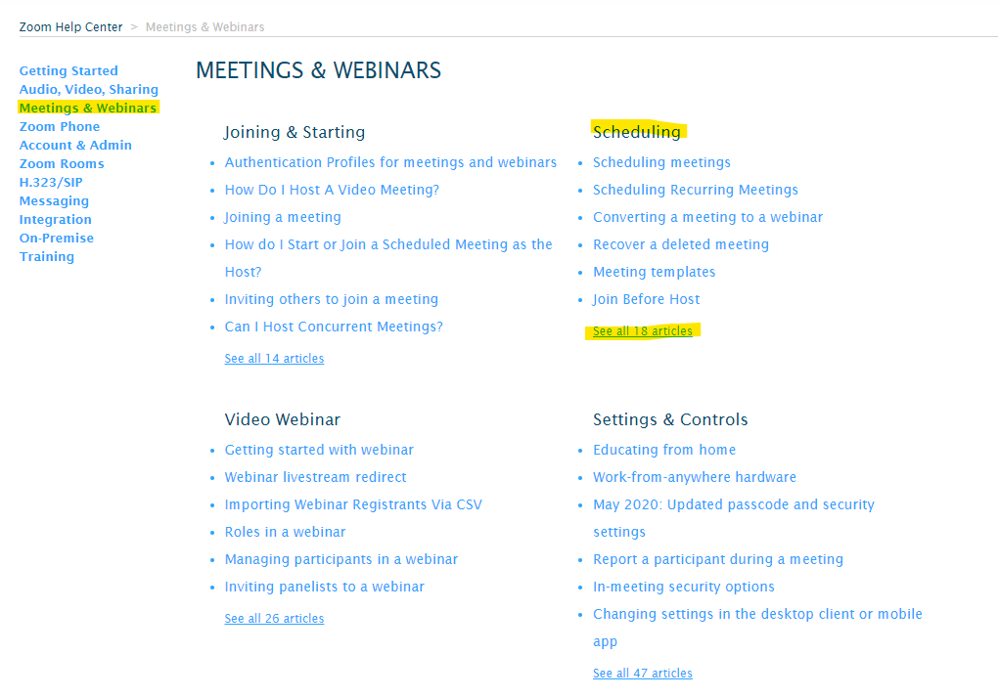 Zoom Help Center > Meetings & Webinars
Getting Started
Audio, Video, Sharing
Meetings & Webinars
Zoom Phone
Account & Admin
Zoom Rooms
H.323/SIP
Messaging
Integration
On-Premise
Training
MEETINGS & WEBINARS
Joining & Starting
• Authentication Profiles for meetings and webinars
• How Do I Host A Video Meeting?
• Joining a meeting
• How do I Start or Join a Scheduled Meeting as the
Host?
• Inviting others to join a meeting
• Can I Host Concurrent Meetings?
See all 14 articles
Scheduling
• Scheduling meetings
• Scheduling Recurring Meetings
• Converting a meeting to a webinar
• Recover a deleted meeting
• Meeting templates
• Join Before Host
See all 18 articles
Video Webinar
• Getting started with webinar
• Webinar livestream redirect
• Importing Webinar Registrants Via CSV
• Roles in a webinar
• Managing participants in a webinar
• Inviting panelists to a webinar
See all 26 articles
Settings & Controls
• Educating from home
• Work-from-anywhere hardware
• May 2020: Updated passcode and security
settings
• Report a participant during a meeting
• In-meeting security options
• Changing settings in the desktop client or mobile
app
See all 47 articles